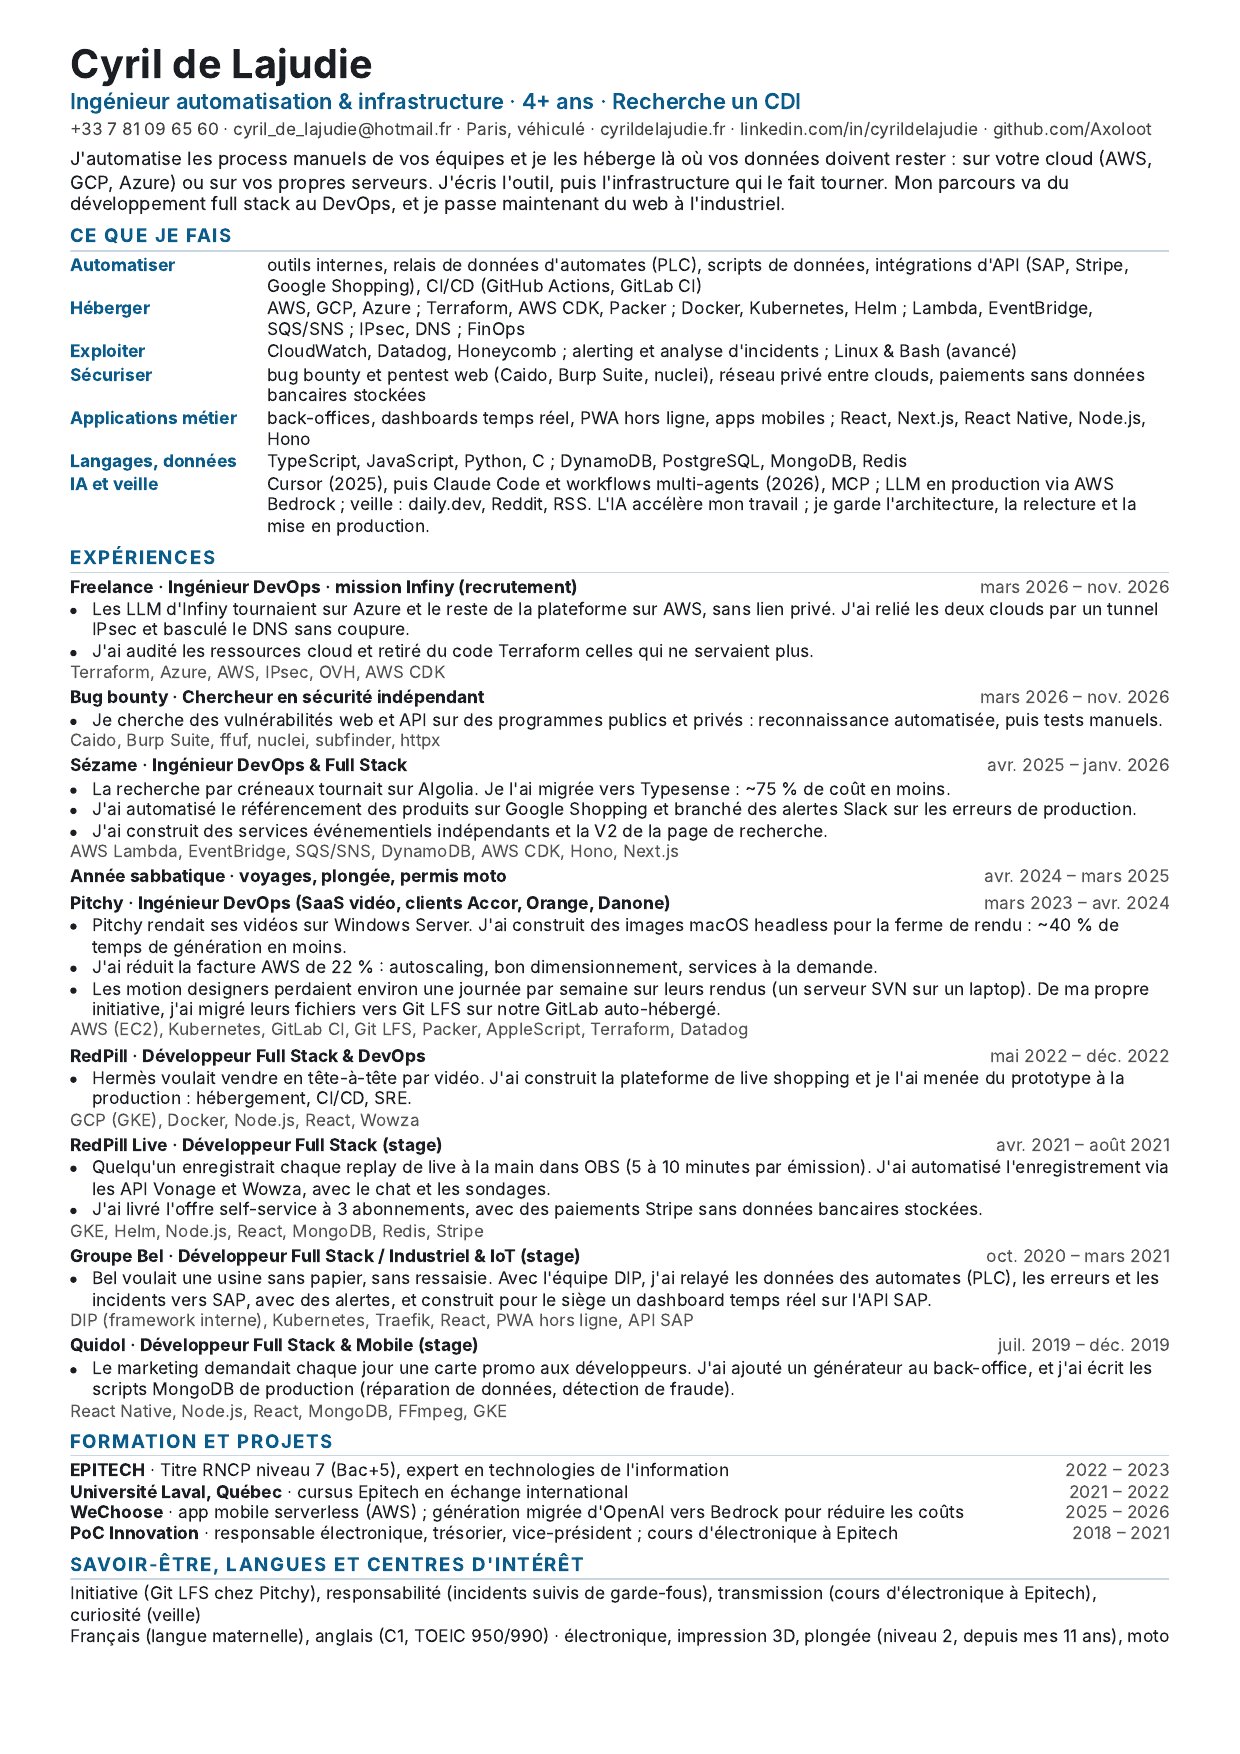 Cyril de Lajudie
Ingénieur automatisation & infrastructure · 4+ ans · Recherche un CDI
+33 7 81 09 65 60 · cyril_de_lajudie@hotmail.fr · Paris, véhiculé · cyrildelajudie.fr · linkedin.com/in/cyrildelajudie · github.com/Axoloot
J'automatise les process manuels de vos équipes et je les héberge là où vos données doivent rester : sur votre cloud (AWS,
GCP, Azure) ou sur vos propres serveurs. J'écris l'outil, puis l'infrastructure qui le fait tourner. Mon parcours va du
développement full stack au DevOps, et je passe maintenant du web à l'industriel.
CE QUE JE FAIS
Automatiser outils internes, relais de données d'automates (PLC), scripts de données, intégrations d'API (SAP, Stripe,
Google Shopping), CI/CD (GitHub Actions, GitLab CI)
Héberger AWS, GCP, Azure ; Terraform, AWS CDK, Packer ; Docker, Kubernetes, Helm ; Lambda, EventBridge,
SQS/SNS ; IPsec, DNS ; FinOps
Exploiter CloudWatch, Datadog, Honeycomb ; alerting et analyse d'incidents ; Linux & Bash (avancé)
Sécuriser bug bounty et pentest web (Caido, Burp Suite, nuclei), réseau privé entre clouds, paiements sans données
bancaires stockées
Applications métier back-offices, dashboards temps réel, PWA hors ligne, apps mobiles ; React, Next.js, React Native, Node.js,
Hono
Langages, données TypeScript, JavaScript, Python, C ; DynamoDB, PostgreSQL, MongoDB, Redis
IA et veille Cursor (2025), puis Claude Code et workflows multi-agents (2026), MCP ; LLM en production via AWS
Bedrock ; veille : daily.dev, Reddit, RSS. L'IA accélère mon travail ; je garde l'architecture, la relecture et la
mise en production.
EXPÉRIENCES
Freelance · Ingénieur DevOps · mission Infiny (recrutement) mars 2026 – nov. 2026
• Les LLM d'Infiny tournaient sur Azure et le reste de la plateforme sur AWS, sans lien privé. J'ai relié les deux clouds par un tunnel
IPsec et basculé le DNS sans coupure.
• J'ai audité les ressources cloud et retiré du code Terraform celles qui ne servaient plus.
Terraform, Azure, AWS, IPsec, OVH, AWS CDK
Bug bounty · Chercheur en sécurité indépendant mars 2026 – nov. 2026
• Je cherche des vulnérabilités web et API sur des programmes publics et privés : reconnaissance automatisée, puis tests manuels.
Caido, Burp Suite, ffuf, nuclei, subfinder, httpx
Sézame · Ingénieur DevOps & Full Stack avr. 2025 – janv. 2026
• La recherche par créneaux tournait sur Algolia. Je l'ai migrée vers Typesense : ~75 % de coût en moins.
• J'ai automatisé le référencement des produits sur Google Shopping et branché des alertes Slack sur les erreurs de production.
• J'ai construit des services événementiels indépendants et la V2 de la page de recherche.
AWS Lambda, EventBridge, SQS/SNS, DynamoDB, AWS CDK, Hono, Next.js
Année sabbatique · voyages, plongée, permis moto avr. 2024 – mars 2025
Pitchy · Ingénieur DevOps (SaaS vidéo, clients Accor, Orange, Danone) mars 2023 – avr. 2024
• Pitchy rendait ses vidéos sur Windows Server. J'ai construit des images macOS headless pour la ferme de rendu : ~40 % de
temps de génération en moins.
• J'ai réduit la facture AWS de 22 % : autoscaling, bon dimensionnement, services à la demande.
• Les motion designers perdaient environ une journée par semaine sur leurs rendus (un serveur SVN sur un laptop). De ma propre
initiative, j'ai migré leurs fichiers vers Git LFS sur notre GitLab auto-hébergé.
AWS (EC2), Kubernetes, GitLab CI, Git LFS, Packer, AppleScript, Terraform, Datadog
RedPill · Développeur Full Stack & DevOps mai 2022 – déc. 2022
• Hermès voulait vendre en tête-à-tête par vidéo. J'ai construit la plateforme de live shopping et je l'ai menée du prototype à la
production : hébergement, CI/CD, SRE.
GCP (GKE), Docker, Node.js, React, Wowza
RedPill Live · Développeur Full Stack (stage) avr. 2021 – août 2021
• Quelqu'un enregistrait chaque replay de live à la main dans OBS (5 à 10 minutes par émission). J'ai automatisé l'enregistrement via
les API Vonage et Wowza, avec le chat et les sondages.
• J'ai livré l'offre self-service à 3 abonnements, avec des paiements Stripe sans données bancaires stockées.
GKE, Helm, Node.js, React, MongoDB, Redis, Stripe
Groupe Bel · Développeur Full Stack / Industriel & IoT (stage) oct. 2020 – mars 2021
• Bel voulait une usine sans papier, sans ressaisie. Avec l'équipe DIP, j'ai relayé les données des automates (PLC), les erreurs et les
incidents vers SAP, avec des alertes, et construit pour le siège un dashboard temps réel sur l'API SAP.
DIP (framework interne), Kubernetes, Traefik, React, PWA hors ligne, API SAP
Quidol · Développeur Full Stack & Mobile (stage) juil. 2019 – déc. 2019
• Le marketing demandait chaque jour une carte promo aux développeurs. J'ai ajouté un générateur au back-office, et j'ai écrit les
scripts MongoDB de production (réparation de données, détection de fraude).
React Native, Node.js, React, MongoDB, FFmpeg, GKE
FORMATION ET PROJETS
EPITECH · Titre RNCP niveau 7 (Bac+5), expert en technologies de l'information 2022 – 2023
Université Laval, Québec · cursus Epitech en échange international 2021 – 2022
WeChoose · app mobile serverless (AWS) ; génération migrée d'OpenAI vers Bedrock pour réduire les coûts 2025 – 2026
PoC Innovation · responsable électronique, trésorier, vice-président ; cours d'électronique à Epitech 2018 – 2021
SAVOIR-ÊTRE, LANGUES ET CENTRES D'INTÉRÊT
Initiative (Git LFS chez Pitchy), responsabilité (incidents suivis de garde-fous), transmission (cours d'électronique à Epitech),
curiosité (veille)
Français (langue maternelle), anglais (C1, TOEIC 950/990) · électronique, impression 3D, plongée (niveau 2, depuis mes 11 ans), moto